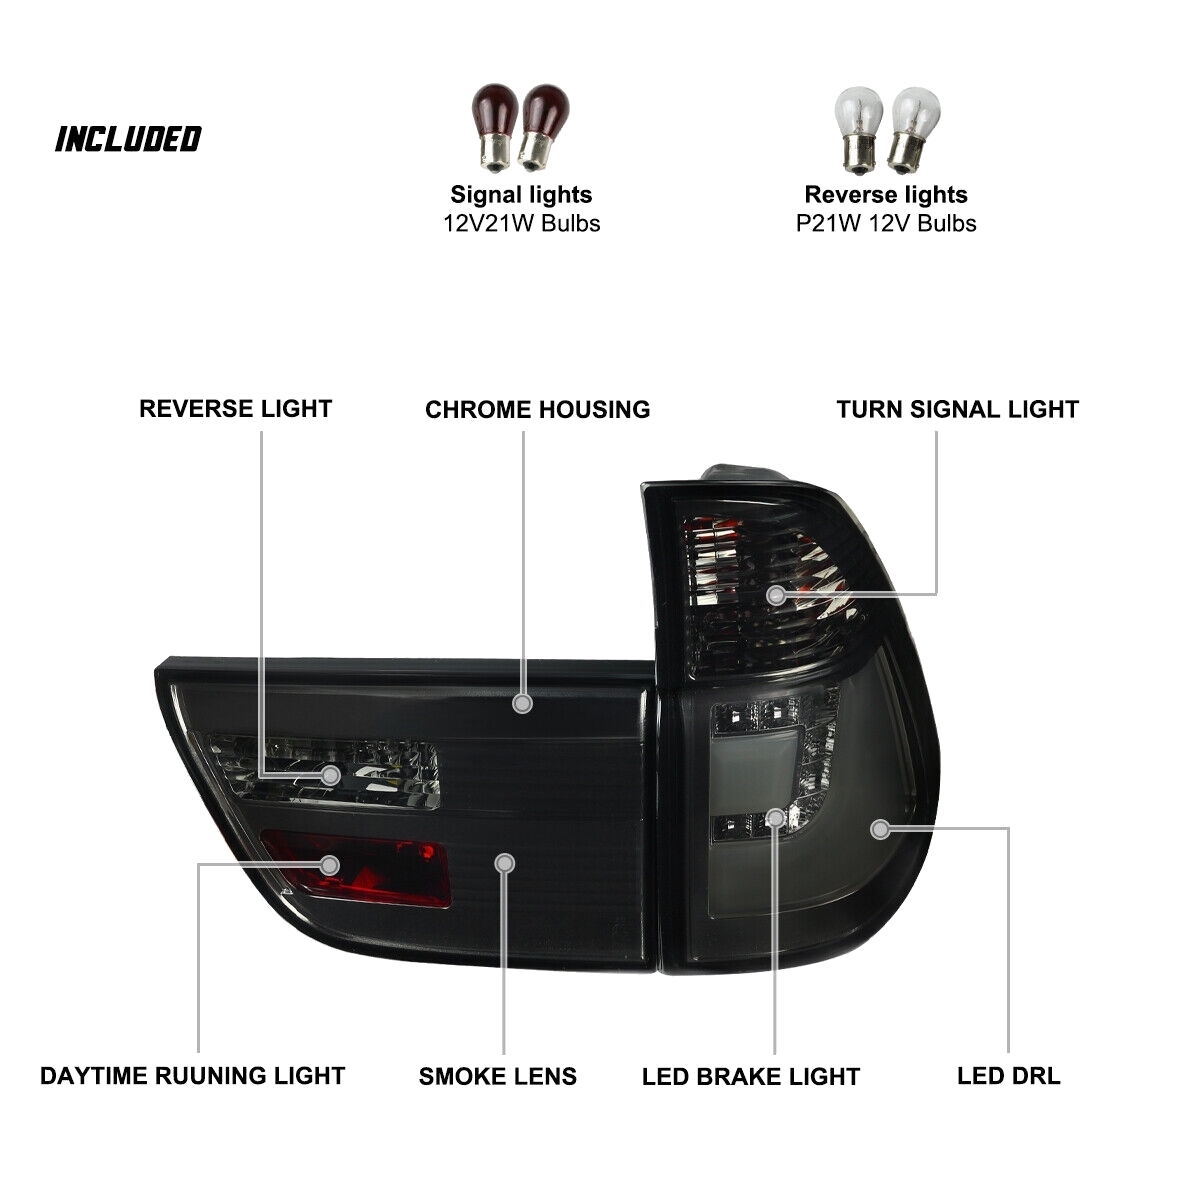 INCLUDED
Signal lights
12V21W Bulbs
Reverse lights
P21W 12V Bulbs
REVERSE LIGHT
CHROME HOUSING
TURN SIGNAL LIGHT
DAYTIME RUUNING LIGHT
SMOKE LENS
LED BRAKE LIGHT
LED DRL